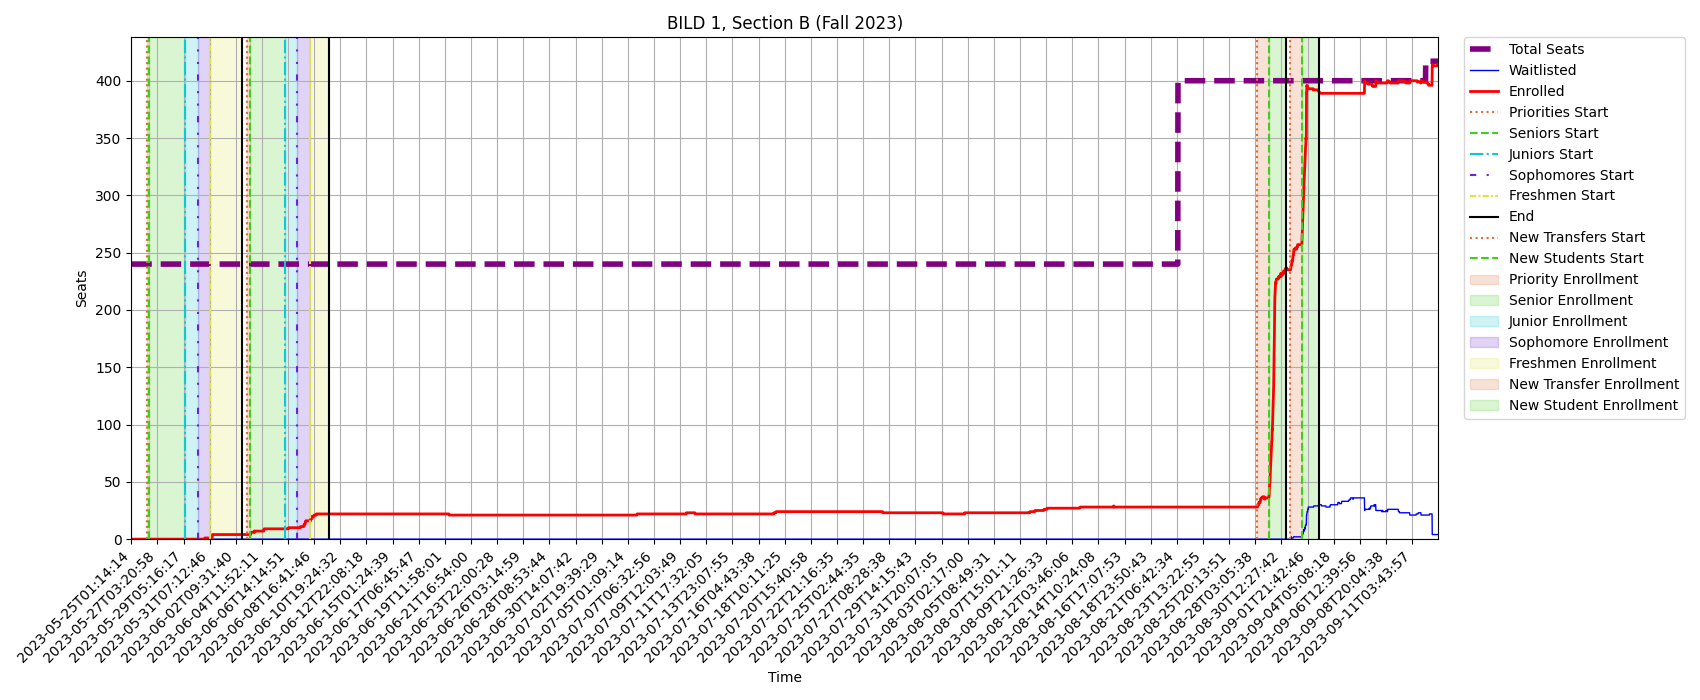 BILD 1, Section B (Fall 2023)
Total Seats
Waitlisted
Enrolled
Priorities Start
Seniors Start
Juniors Start
Sophomores Start
Freshmen Start
End
New Transfers Start
New Students Start
Priority Enrollment
Senior Enrollment
Junior Enrollment
Sophomore Enrollment
Freshmen Enrollment
New Transfer Enrollment
New Student Enrollment
Seats
400
350
300
250
200
150
100
50
0
2023-05-25T01:14:14
2023-05-27T03:20:58
2023-05-29T05:16:17
2023-05-31T07:12:46
2023-06-02T09:31:40
2023-06-04T11:52:11
2023-06-06T14:14:51
2023-06-08T16:41:46
2023-06-10T19:24:32
2023-06-12T22:08:18
2023-06-15T01:24:39
2023-06-17T06:45:47
2023-06-19T11:58:01
2023-06-21T16:54:00
2023-06-23T22:00:28
2023-06-26T03:14:59
2023-06-28T08:53:44
2023-06-30T14:07:42
2023-07-02T19:39:29
2023-07-05T01:09:14
2023-07-07T06:32:56
2023-07-09T12:03:49
2023-07-11T17:32:05
2023-07-13T23:07:55
2023-07-16T04:43:38
2023-07-18T10:11:25
2023-07-20T15:40:58
2023-07-22T21:16:35
2023-07-25T02:44:35
2023-07-27T08:28:38
2023-07-29T14:15:43
2023-07-31T20:07:05
2023-08-03T02:17:00
2023-08-05T08:49:31
2023-08-07T15:01:11
2023-08-09T21:26:33
2023-08-12T03:46:06
2023-08-14T10:24:08
2023-08-16T17:07:53
2023-08-18T23:50:43
2023-08-21T06:42:34
2023-08-23T13:22:55
2023-08-25T20:13:51
2023-08-28T03:05:38
2023-08-30T12:27:42
2023-09-01T21:42:46
2023-09-04T05:08:18
2023-09-06T12:39:56
2023-09-08T20:04:38
2023-09-11T03:43:57
Time